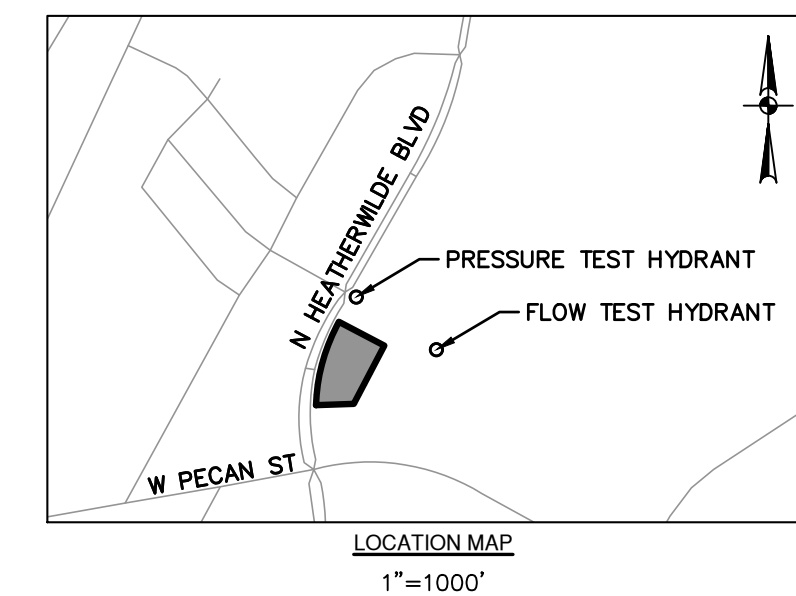 N HEATHERWILDE BLVD
PRESSURE TEST HYDRANT
FLOW TEST HYDRANT
W PECAN ST
LOCATION MAP
1"=1000'